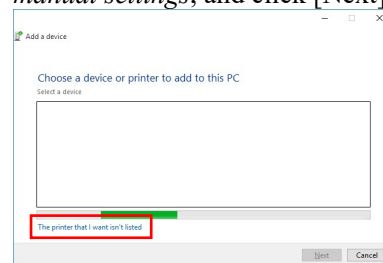 manual settings, and click [Next]
Add a device
Choose a device or printer to add to this PC
Select a device
The printer that I want isn't listed
Next
Cancel